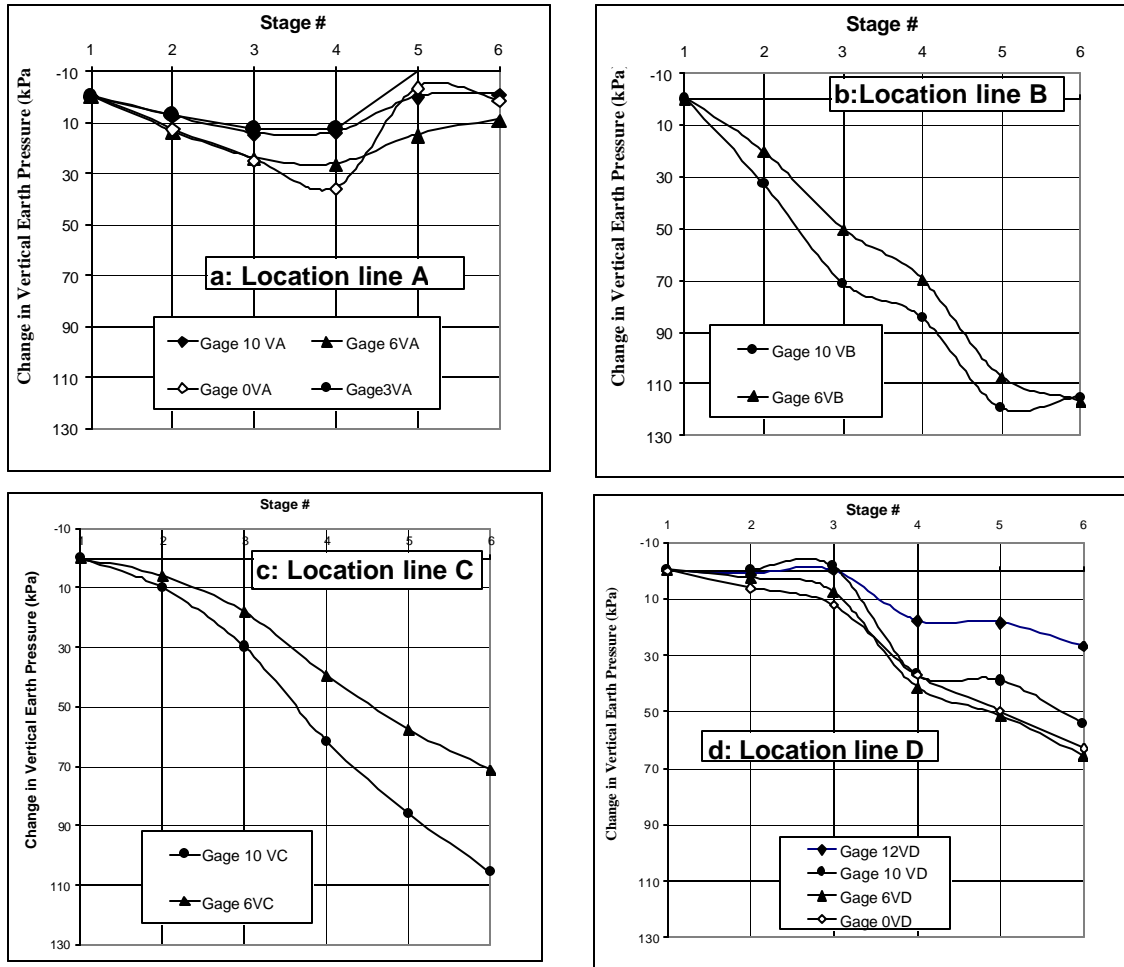 Stage #
1 2 3 4 5 6
Change in Vertical Earth Pressure (kPa
-10
10
30
50
70
90
110
130
a: Location line A
Gage 10 VA Gage 6VA
Gage 0VA Gage3VA
Stage #
1 2 3 4 5 6
Change in Vertical Earth Pressure (kPa)
-10
10
30
50
70
90
110
130
b:Location line B
Gage 10 VB
Gage 6VB
Stage #
1 2 3 4 5 6
Change in Vertical Earth Pressure (kPa)
-10
10
30
50
70
90
110
130
c: Location line C
Gage 10 VC
Gage 6VC
Stage #
1 2 3 4 5 6
Change in Vertical Earth Pressure (kPa)
-10
10
30
50
70
90
110
130
d: Location line D
Gage 12VD
Gage 10 VD
Gage 6VD
Gage 0VD